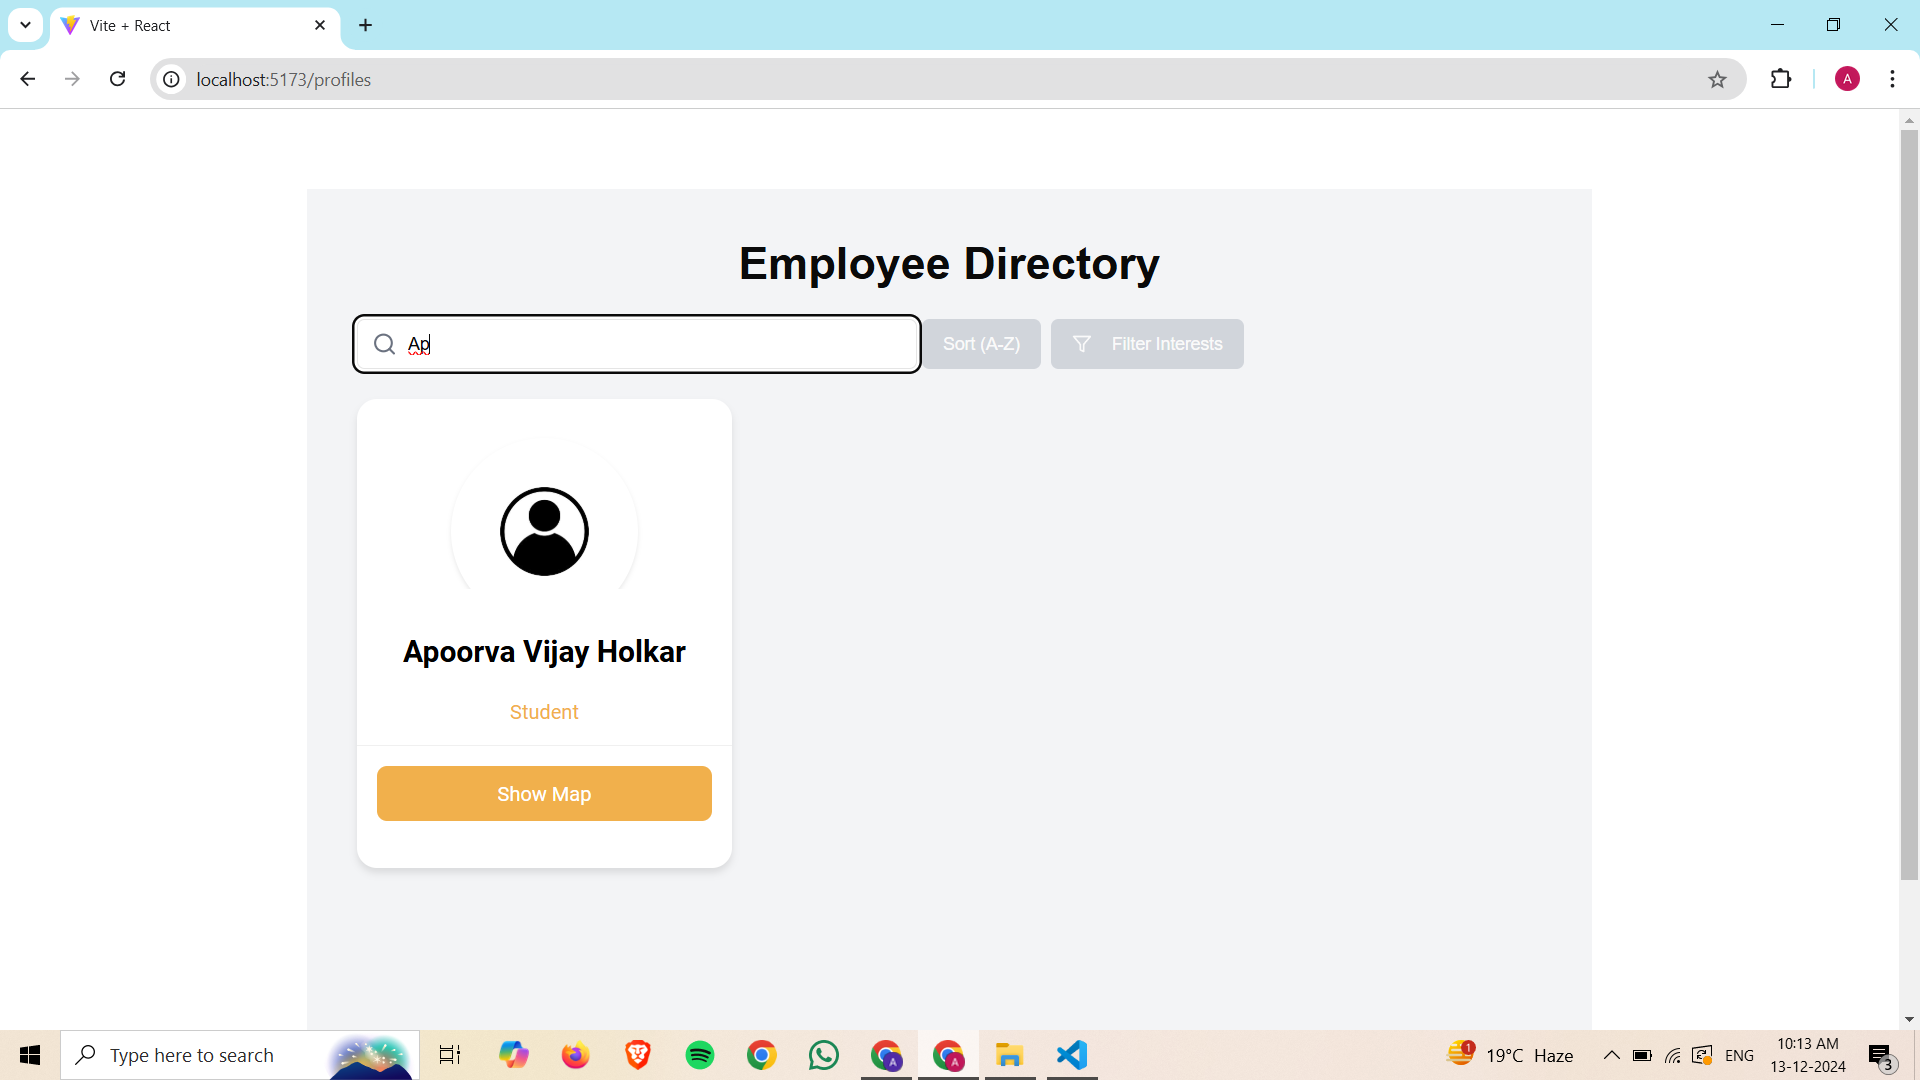 Vite + React
localhost:5173/profiles
A
Employee Directory
Ap
Sort (A-Z)
Filter Interests
Apoorva Vijay Holkar
Student
Show Map
Type here to search
A
A
1
19°C Haze
ENG
10:13 AM
13-12-2024
3